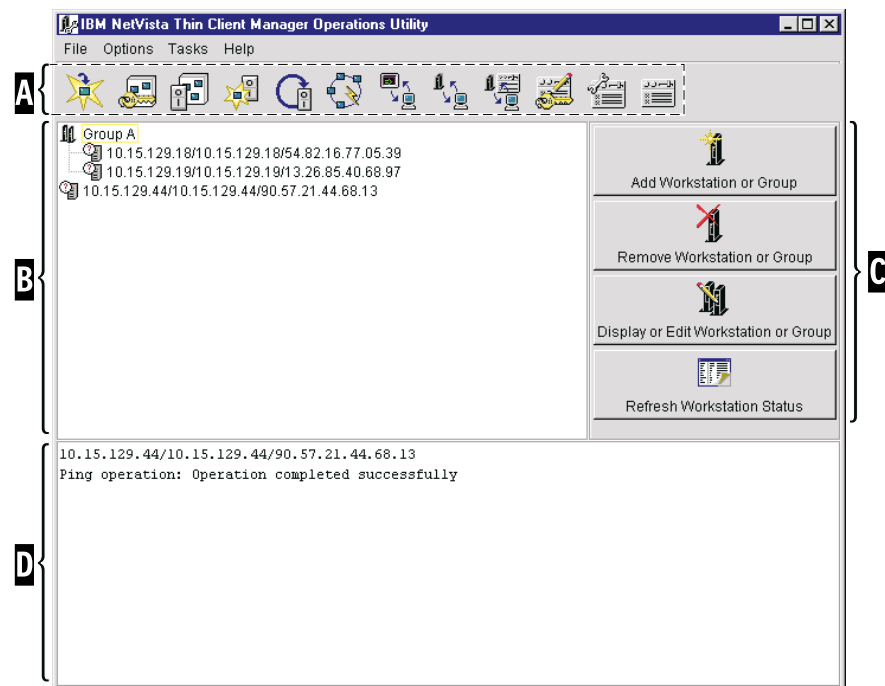 IBM NetVista Thin Client Manager Operations Utility
File Options Tasks Help
A
Group A
10.15.129.18/10.15.129.18/54.82.16.77.05.39
10.15.129.19/10.15.129.19/13.26.85.40.68.97
10.15.129.44/10.15.129.44/90.57.21.44.68.13
B
Add Workstation or Group
Remove Workstation or Group
Display or Edit Workstation or Group
Refresh Workstation Status
C
10.15.129.44/10.15.129.44/90.57.21.44.68.13
Ping operation: Operation completed successfully
D